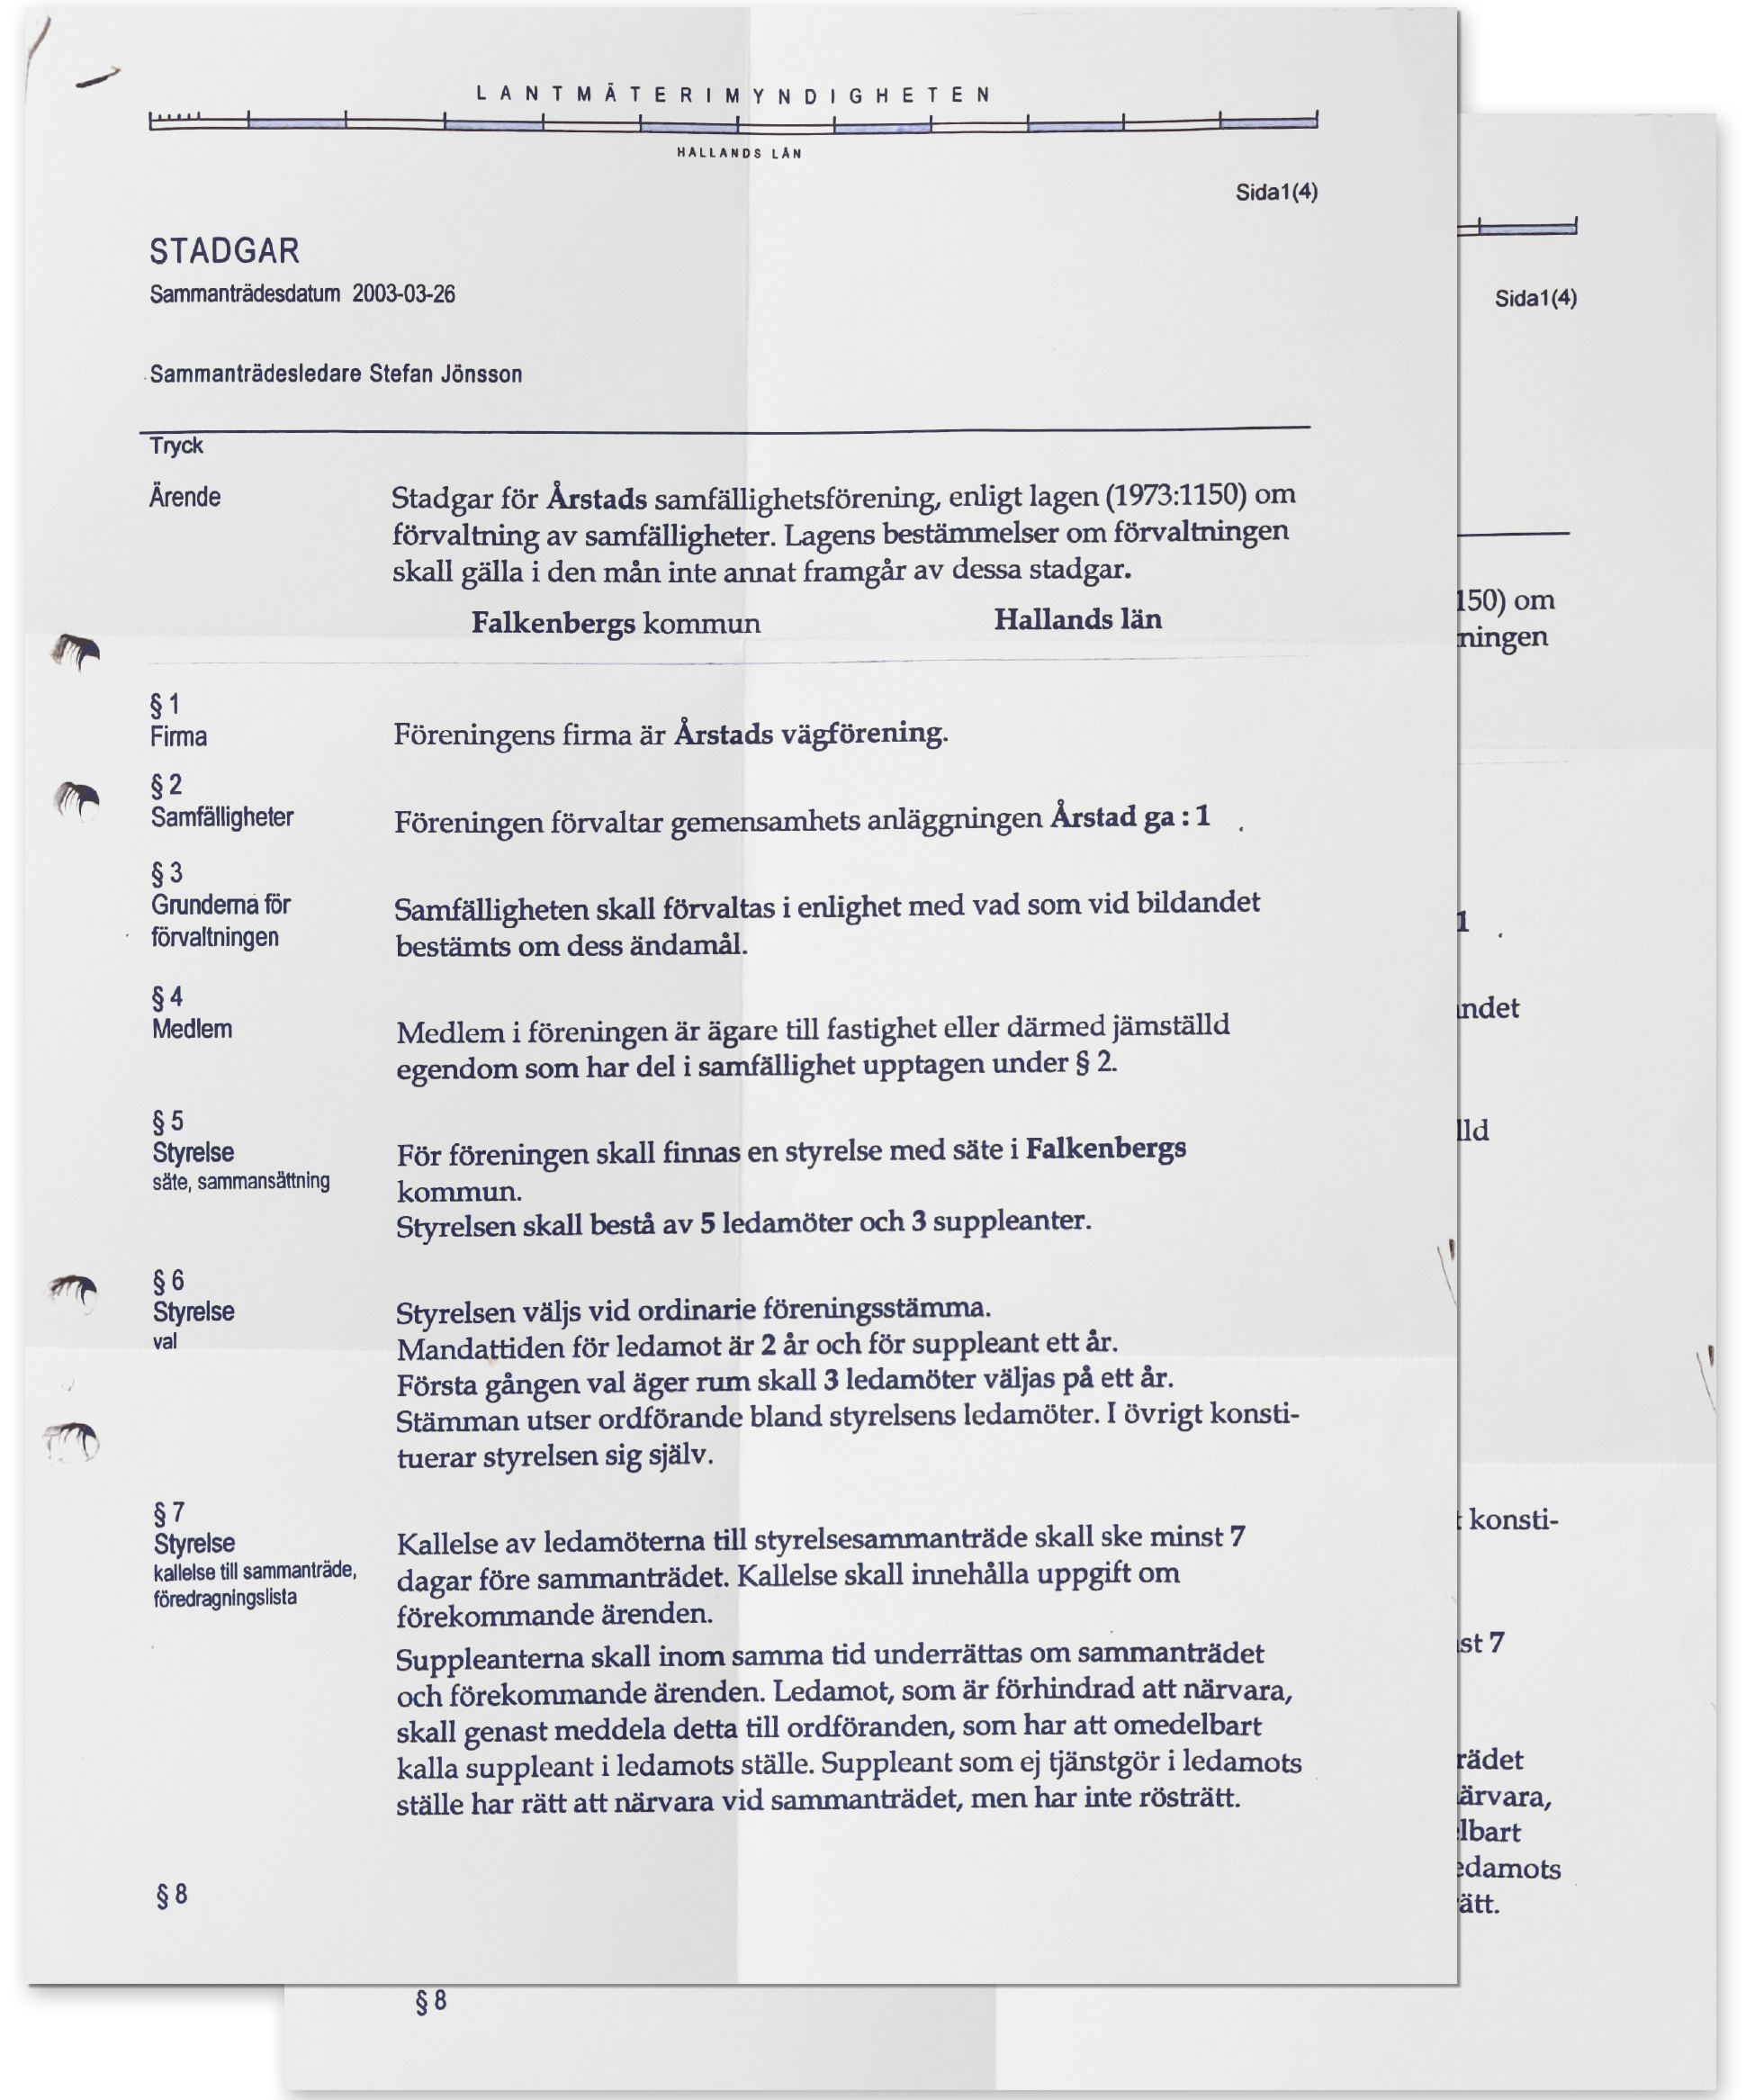 LANTMÄTERIMYNDIGHETEN
HALLANDS LÄN
Sida1(4)
STADGAR
Sammanträdesdatum 2003-03-26
Sammanträdesledare Stefan Jönsson
Tryck
Ärende
Stadgar för Årstads samfällighetsförening, enligt lagen (1973:1150) om
förvaltning av samfälligheter. Lagens bestämmelser om förvaltningen
skall gälla i den mån inte annat framgår av dessa stadgar.
Falkenbergs kommun Hallands län
§ 1
Firma
Föreningens firma är Årstads vägförening.
§ 2
Samfälligheter
Föreningen förvaltar gemensamhets anläggningen Årstad ga : 1
§ 3
Grunderna för
förvaltningen
Samfälligheten skall förvaltas i enlighet med vad som vid bildandet
bestämts om dess ändamål.
§ 4
Medlem
Medlem i föreningen är ägare till fastighet eller därmed jämställd
egendom som har del i samfällighet upptagen under § 2.
§ 5
Styrelse
säte, sammansättning
För föreningen skall finnas en styrelse med säte i Falkenbergs
kommun.
Styrelsen skall bestå av 5 ledamöter och 3 suppleanter.
§ 6
Styrelse
val
Styrelsen väljs vid ordinarie föreningsstämma.
Mandattiden för ledamot är 2 år och för suppleant ett år.
Första gången val äger rum skall 3 ledamöter väljas på ett år.
Stämman utser ordförande bland styrelsens ledamöter. I övrigt konsti-
tuerar styrelsen sig själv.
§ 7
Styrelse
kallelse till sammanträde,
föredragningslista
Kallelse av ledamöterna till styrelsesammanträde skall ske minst 7
dagar före sammanträdet. Kallelse skall innehålla uppgift om
förekommande ärenden.
Suppleanterna skall inom samma tid underrättas om sammanträdet
och förekommande ärenden. Ledamot, som är förhindrad att närvara,
skall genast meddela detta till ordföranden, som har att omedelbart
kalla suppleant i ledamots ställe. Suppleant som ej tjänstgör i ledamots
ställe har rätt att närvara vid sammanträdet, men har inte rösträtt.
§ 8
Sida1(4)
150) om
ningen
1
ndet
lld
konsti-
st 7
rädet
ärvara,
lbart
edamots
ätt.
§ 8